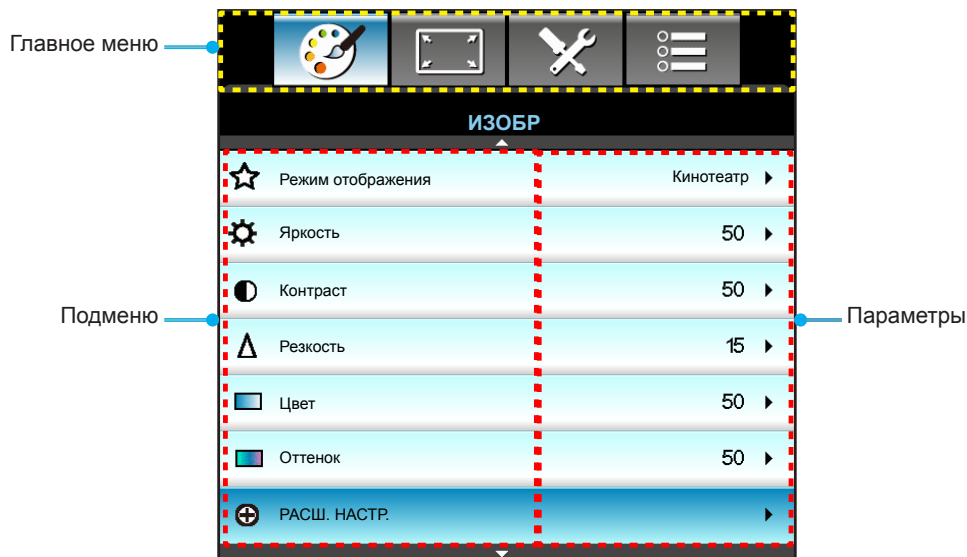 Главное меню
ИЗОБР
Режим отображения Кинотеатр
Яркость 50
Контраст 50
Подменю
Параметры
Резкость 15
Цвет 50
Оттенок 50
РАСШ. НАСТР.